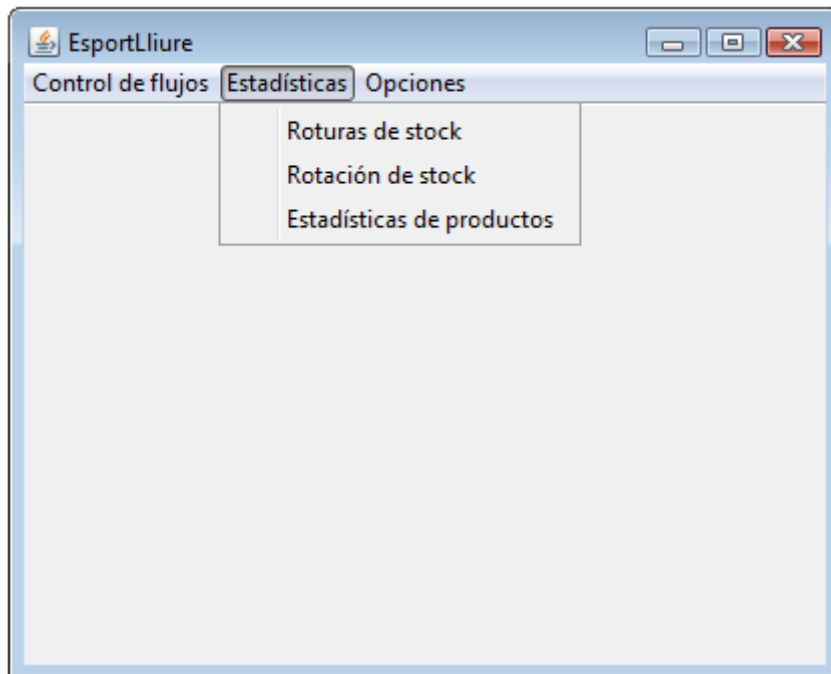 EsportLliure
Control de flujos Estadísticas Opciones
Roturas de stock
Rotación de stock
Estadísticas de productos